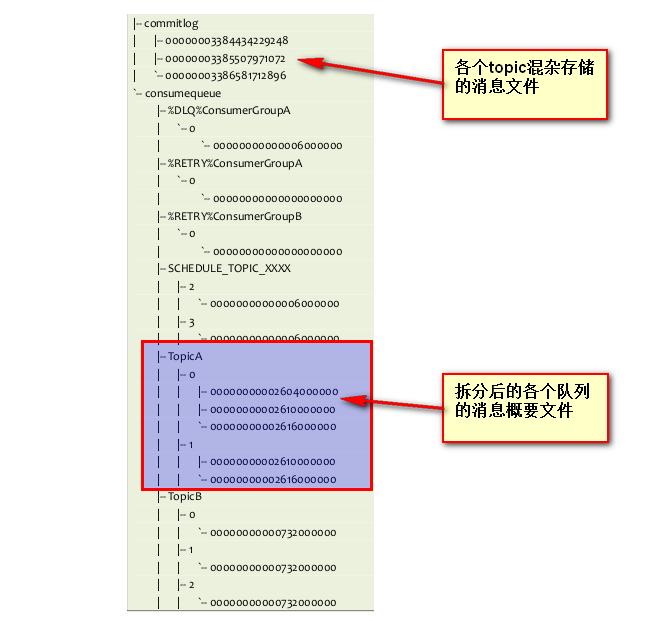 |-- commitlog
|   |-- 00000003384434229248
|   |-- 00000003385507971072
|   `-- 00000003386581712896
`-- consumequeue
|-- %DLQ%ConsumerGroupA
|   `-- 0
|       `-- 00000000000006000000
|-- %RETRY%ConsumerGroupA
|   `-- 0
|       `-- 00000000000000000000
|-- %RETRY%ConsumerGroupB
|   `-- 0
|       `-- 00000000000000000000
|-- SCHEDULE_TOPIC_XXXX
|   |-- 2
|   |   `-- 00000000000006000000
|   |-- 3
|   |   `-- 00000000000006000000
|-- TopicA
|   |-- 0
|   |   |-- 00000000002604000000
|   |   |-- 00000000002610000000
|   |   `-- 00000000002616000000
|   |-- 1
|   |   |-- 00000000002610000000
|   |   `-- 00000000002616000000
|-- TopicB
|   |-- 0
|   |   `-- 00000000000732000000
|   |-- 1
|   |   `-- 00000000000732000000
|   |-- 2
|   |   `-- 00000000000732000000
各个topic混杂存储
的消息文件
拆分后的各个队列
的消息概要文件